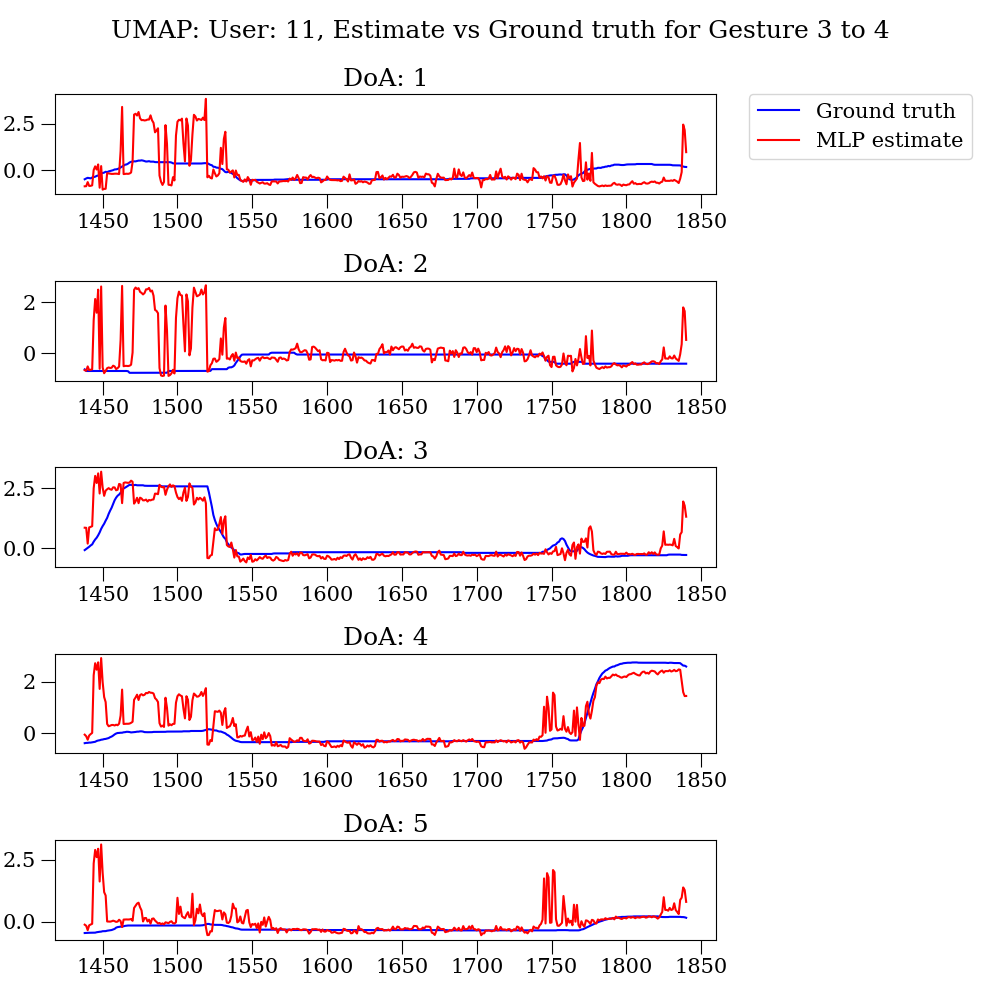 UMAP: User: 11, Estimate vs Ground truth for Gesture 3 to 4
DoA: 1
Ground truth
MLP estimate
2.5
0.0
1450 1500 1550 1600 1650 1700 1750 1800 1850
DoA: 2
2
0
1450 1500 1550 1600 1650 1700 1750 1800 1850
DoA: 3
2.5
0.0
1450 1500 1550 1600 1650 1700 1750 1800 1850
DoA: 4
2
0
1450 1500 1550 1600 1650 1700 1750 1800 1850
DoA: 5
2.5
0.0
1450 1500 1550 1600 1650 1700 1750 1800 1850